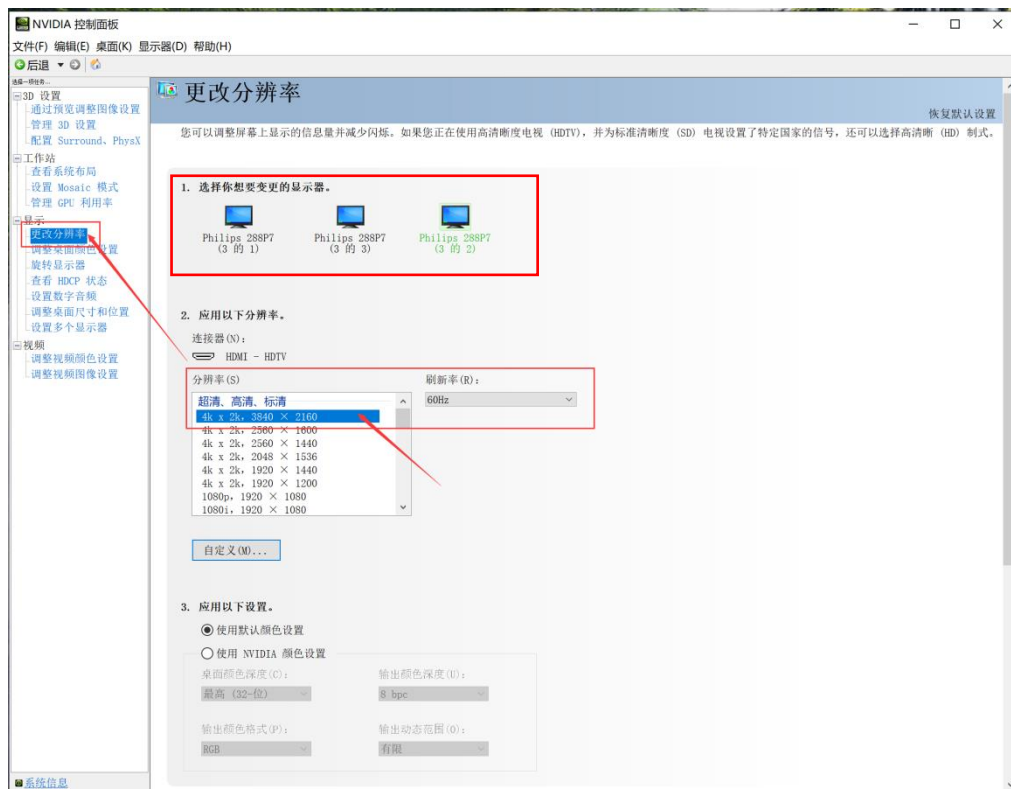 NVIDIA 控制面板
文件(F) 编辑(E) 桌面(K) 显示器(D) 帮助(H)
后退
选择一项任务...
3D 设置
通过预览调整图像设置
管理 3D 设置
配置 Surround、PhysX
工作站
查看系统布局
设置 Mosaic 模式
管理 GPU 利用率
显示
更改分辨率
调整桌面颜色设置
旋转显示器
查看 HDCP 状态
设置数字音频
调整桌面尺寸和位置
设置多个显示器
视频
调整视频颜色设置
调整视频图像设置
系统信息
更改分辨率
恢复默认设置
您可以调整屏幕上显示的信息量并减少闪烁。如果您正在使用高清晰度电视 (HDTV)，并为标准清晰度 (SD) 电视设置了特定国家的信号，还可以选择高清晰 (HD) 制式。
1. 选择你想要变更的显示器。
Philips 288P7 Philips 288P7 Philips 288P7
(3 的 1) (3 的 3) (3 的 2)
2. 应用以下分辨率。
连接器(N)：
HDMI - HDTV
分辨率(S) 刷新率(R)：
超清、高清、标清 60Hz
4k x 2k, 3840 × 2160
4k x 2k, 2560 × 1600
4k x 2k, 2560 × 1440
4k x 2k, 2048 × 1536
4k x 2k, 1920 × 1440
4k x 2k, 1920 × 1200
1080p, 1920 × 1080
1080i, 1920 × 1080
自定义(M)...
3. 应用以下设置。
使用默认颜色设置
使用 NVIDIA 颜色设置
桌面颜色深度(C)： 输出颜色深度(U)：
最高 (32-位) 8 bpc
输出颜色格式(P)： 输出动态范围(O)：
RGB 有限